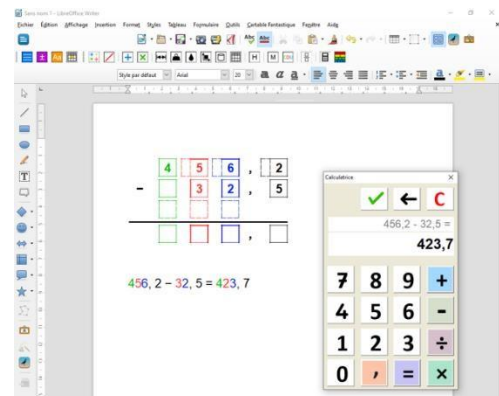 Sans nom 1 - LibreOffice Writer
Fichier Édition Affichage Insertion Format Styles Tableau Formulaire Outils Cartable Fantastique Fenêtre Aide
Style par défaut Arial 20 a a a
4 5 6 , 2
- 3 2 , 5
,
456, 2 − 32, 5 = 423, 7
Calculatrice
C
456,2 - 32,5 =
423,7
7 8 9 +
4 5 6 -
1 2 3 ÷
0 , = ×